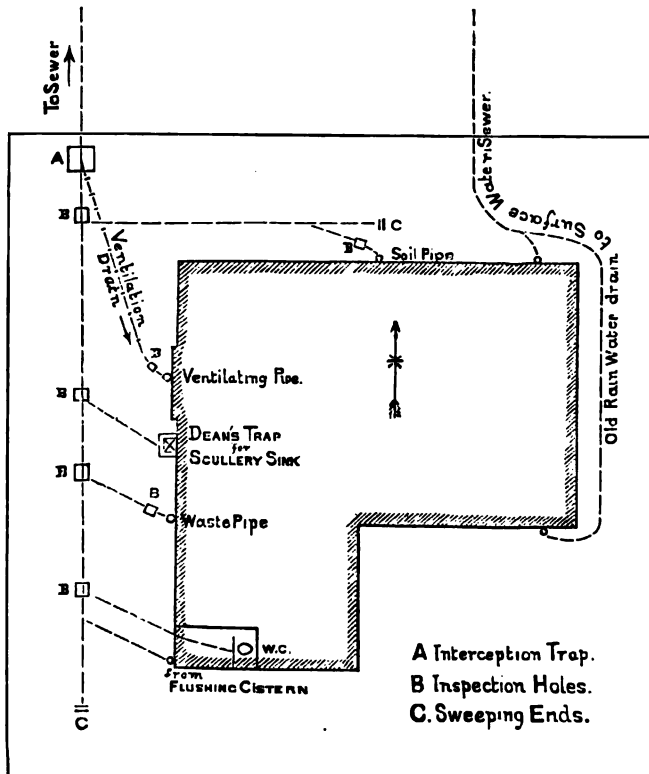 To Sewer
Water Sewer.
A
B
II C
to Surface
B
Soil Pipe
Ventilation
Drain
B
Ventilating Pipe.
Old Rain Water drain
B
DEAN'S TRAP
for
SCULLERY SINK
B
B
Waste Pipe
B
W.C.
from
FLUSHING CISTERN
C
A Interception Trap.
B Inspection Holes.
C. Sweeping Ends.